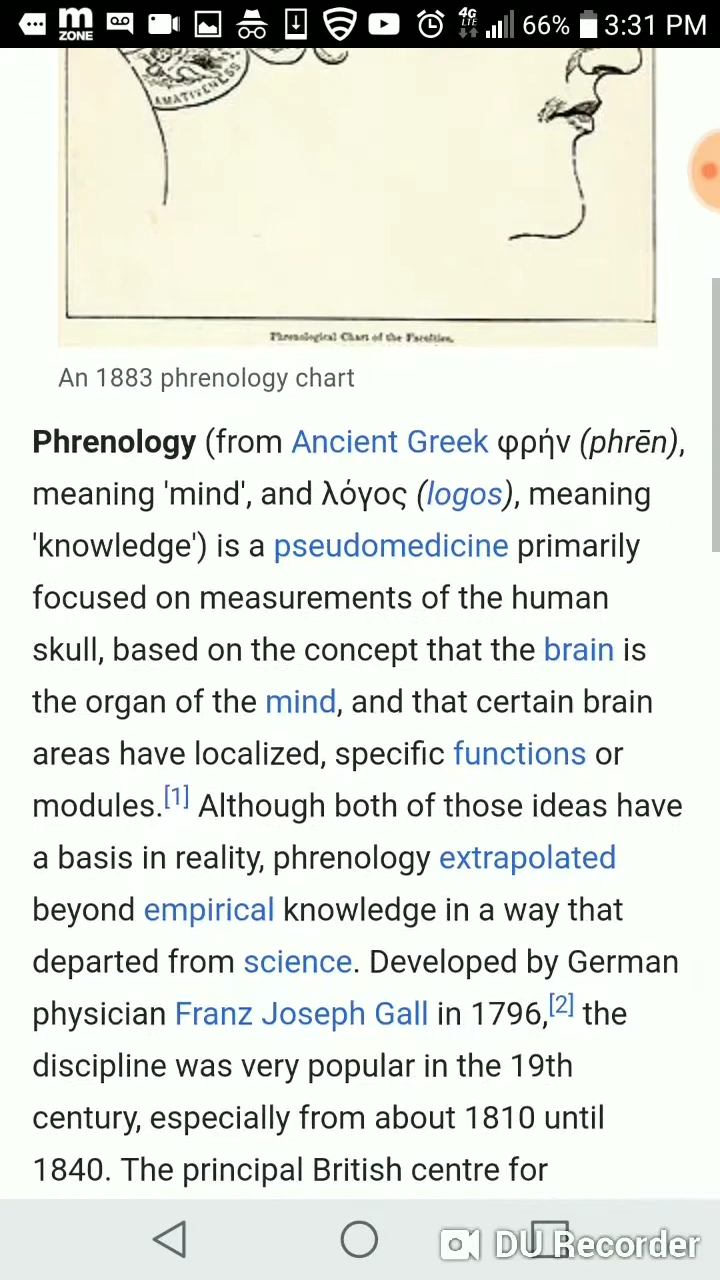 m
ZONE
4G
LTE
66%
3:31 PM
AMATIVENESS
Phrenological Chart of the Faculties.
An 1883 phrenology chart
Phrenology (from Ancient Greek φρήν (phrēn),
meaning 'mind', and λόγος (logos), meaning
'knowledge') is a pseudomedicine primarily
focused on measurements of the human
skull, based on the concept that the brain is
the organ of the mind, and that certain brain
areas have localized, specific functions or
modules.[1] Although both of those ideas have
a basis in reality, phrenology extrapolated
beyond empirical knowledge in a way that
departed from science. Developed by German
physician Franz Joseph Gall in 1796,[2] the
discipline was very popular in the 19th
century, especially from about 1810 until
1840. The principal British centre for
DU Recorder